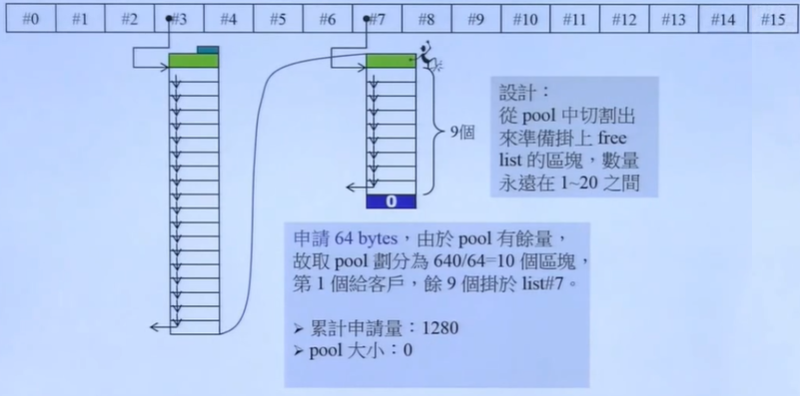 #0 #1 #2 #3 #4 #5 #6 #7 #8 #9 #10 #11 #12 #13 #14 #15
9個
設計：
從 pool 中切割出
來準備掛上 free
list 的區塊，數量
永遠在 1~20 之間
0
申請 64 bytes，由於 pool 有餘量，
故取 pool 劃分為 640/64=10 個區塊，
第 1 個給客戶，餘 9 個掛於 list#7。
➢ 累計申請量：1280
➢ pool 大小：0